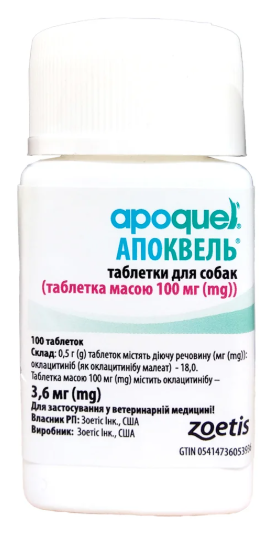 apoquel
АПОКВЕЛЬ®
таблетки для собак
(таблетка масою 100 мг (mg))
100 таблеток
Склад: 0,5 г (g) таблеток містять діючу речовину (мг (mg)):
оклацитиніб (як оклацитинібу малеат) - 18,0.
Таблетка масою 100 мг (mg) містить оклацитинібу –
3,6 мг (mg)
Для застосування у ветеринарній медицині!
Власник РП: Зоетіс Інк., США
Виробник: Зоетіс Інк., США
zoetis
GTIN 0541473605390